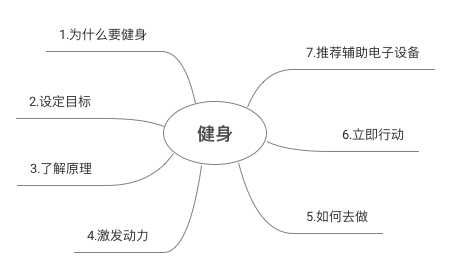 1.为什么要健身
2.设定目标
3.了解原理
4.激发动力
健身
7.推荐辅助电子设备
6.立即行动
5.如何去做